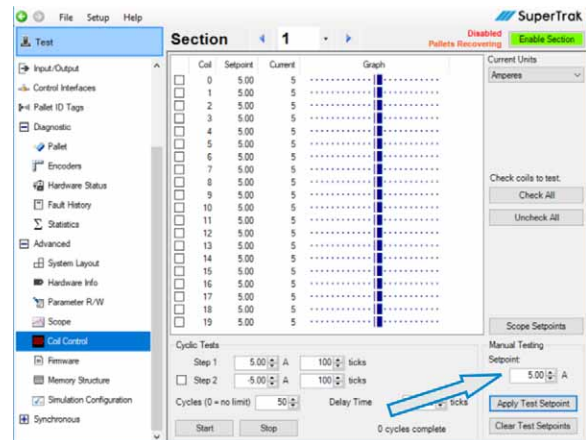 File Setup Help
SuperTrak
Test
Section 1
Disabled
Pallets Recovering
Enable Section
Input/Output
Control Interfaces
Pallet ID Tags
Diagnostic
Pallet
Encoders
Hardware Status
Fault History
Statistics
Advanced
System Layout
Hardware Info
Parameter R/W
Scope
Coil Control
Firmware
Memory Structure
Simulation Configuration
Synchronous
Coil Setpoint Current Graph
0 5.00 5
1 5.00 5
2 5.00 5
3 5.00 5
4 5.00 5
5 5.00 5
6 5.00 5
7 5.00 5
8 5.00 5
9 5.00 5
10 5.00 5
11 5.00 5
12 5.00 5
13 5.00 5
14 5.00 5
15 5.00 5
16 5.00 5
17 5.00 5
18 5.00 5
19 5.00 5
Current Units
Amperes
Check coils to test.
Check All
Uncheck All
Scope Setpoints
Cyclic Tests
Step 1 5.00 A 100 ticks
Step 2 -5.00 A 100 ticks
Cycles (0 = no limit) 50 Delay Time ticks
Start Stop 0 cycles complete
Manual Testing
Setpoint:
5.00 A
Apply Test Setpoint
Clear Test Setpoints